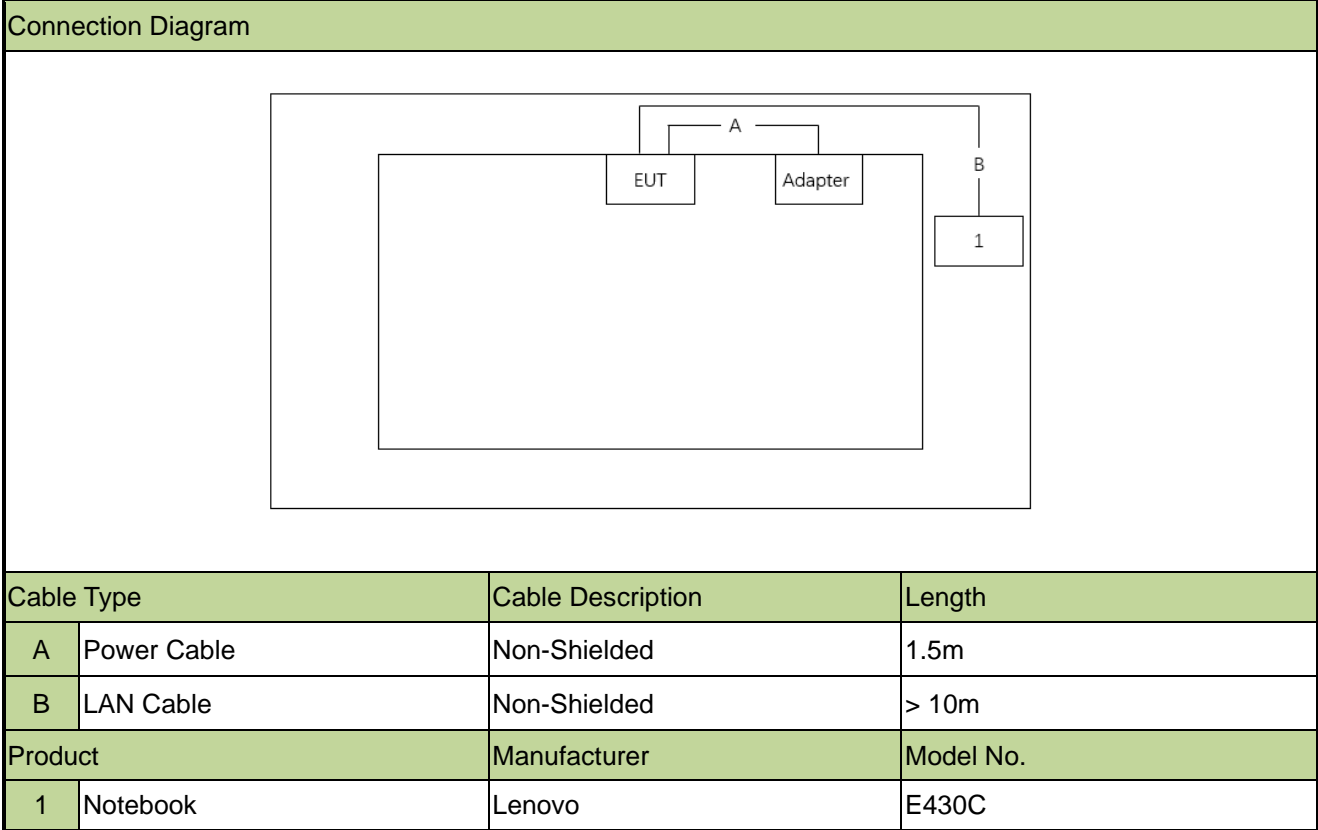 Connection Diagram
A
B
EUT Adapter
1
Cable Type Cable Description Length
A Power Cable Non-Shielded 1.5m
B LAN Cable Non-Shielded > 10m
Product Manufacturer Model No.
1 Notebook Lenovo E430C